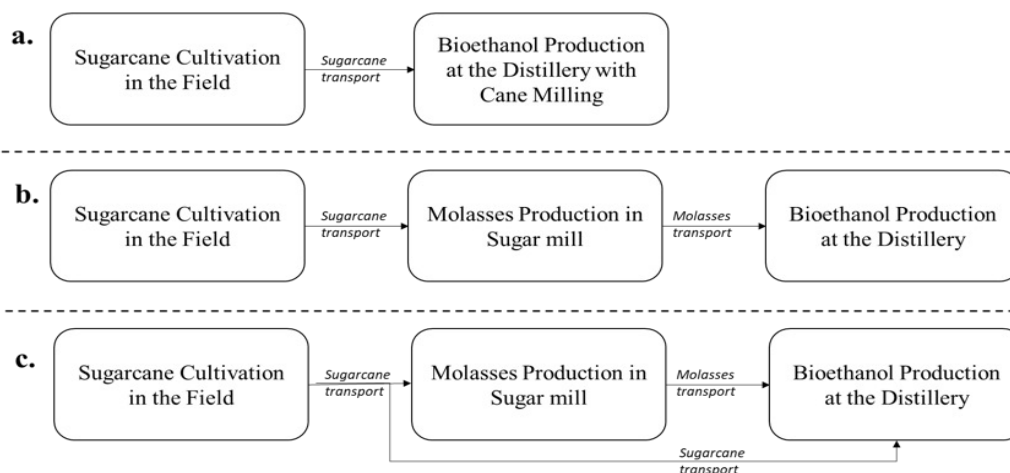 a.
Sugarcane Cultivation
in the Field
Sugarcane
transport
Bioethanol Production
at the Distillery with
Cane Milling
b.
Sugarcane Cultivation
in the Field
Sugarcane
transport
Molasses Production in
Sugar mill
Molasses
transport
Bioethanol Production
at the Distillery
c.
Sugarcane Cultivation
in the Field
Sugarcane
transport
Molasses Production in
Sugar mill
Molasses
transport
Bioethanol Production
at the Distillery
Sugarcane
transport